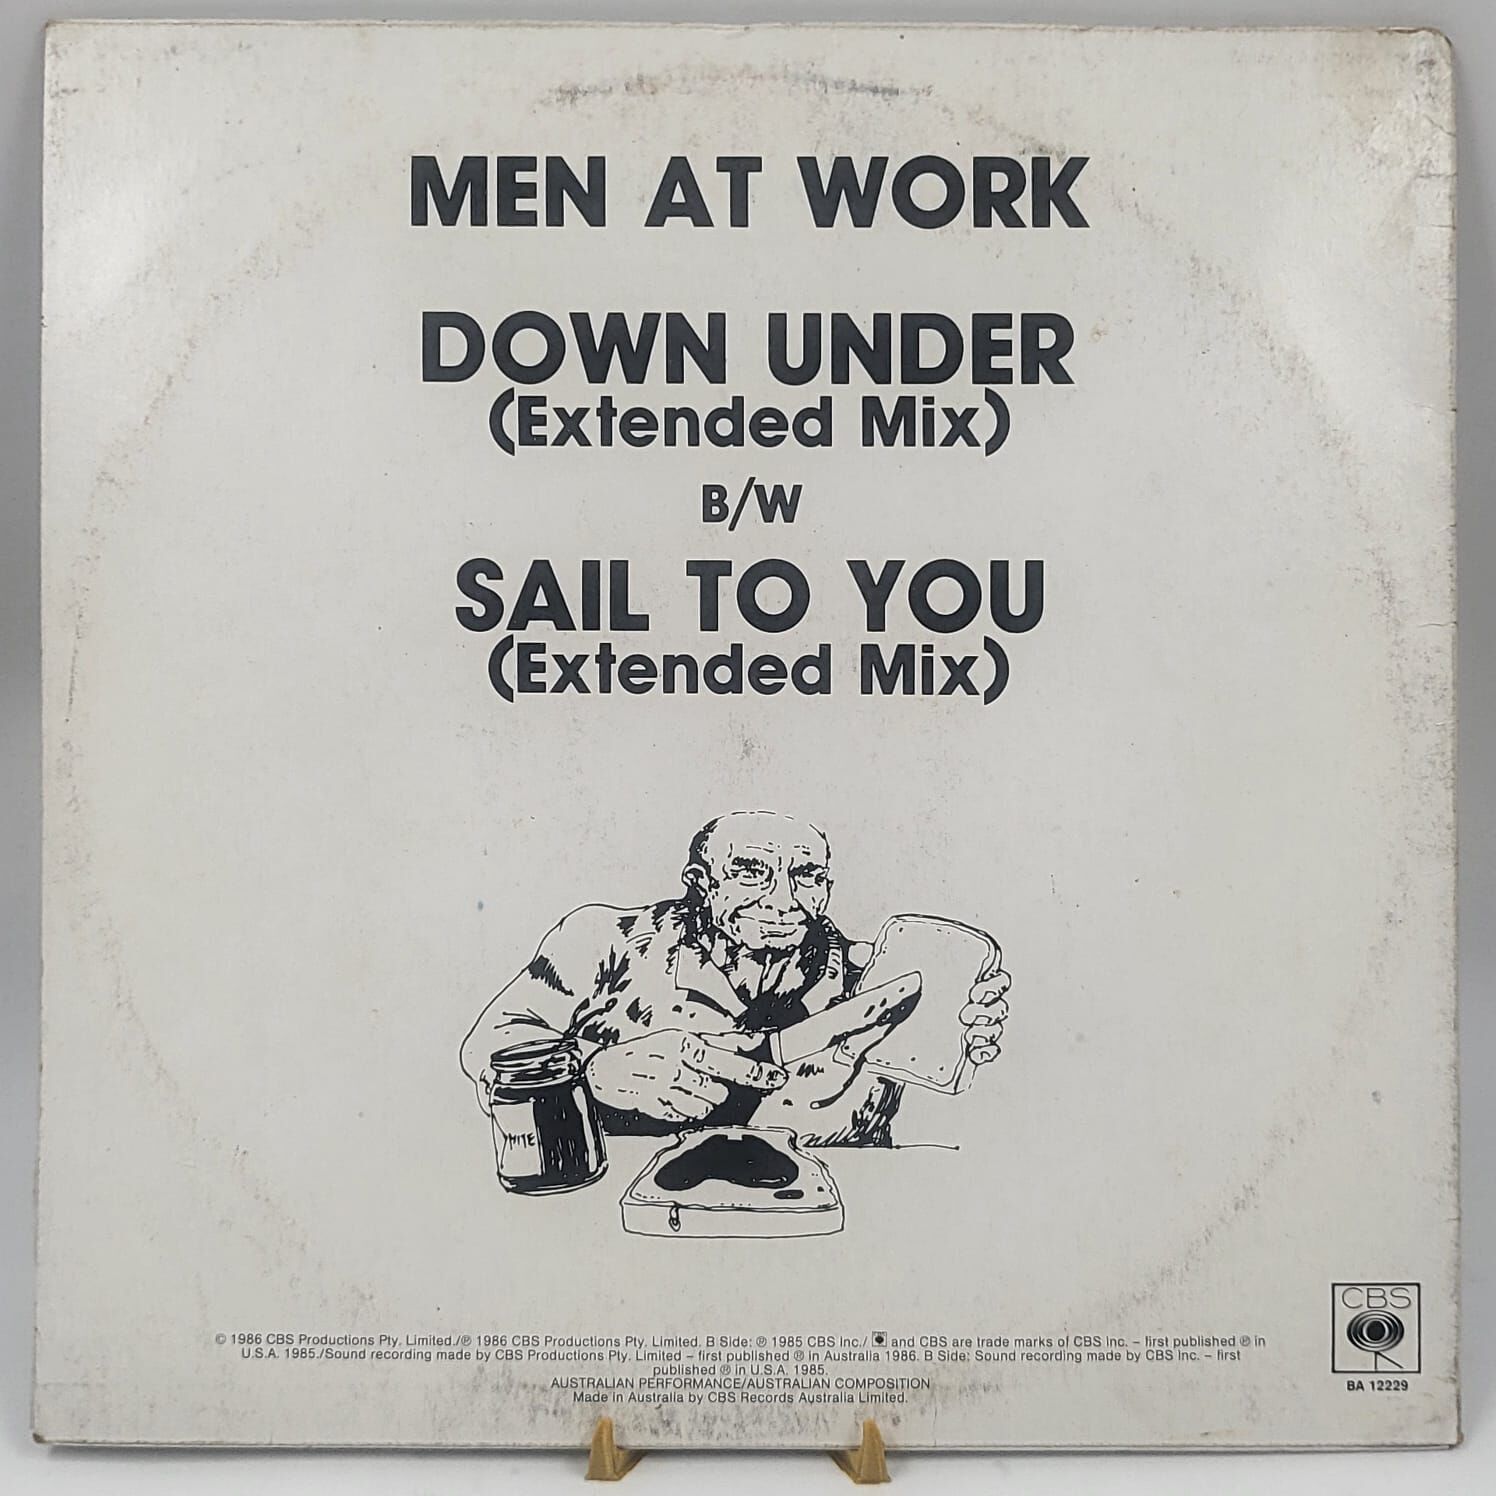 MEN AT WORK
DOWN UNDER
(Extended Mix)
B/W
SAIL TO YOU
(Extended Mix)
HITE
© 1986 CBS Productions Pty. Limited./℗ 1986 CBS Productions Pty. Limited. B Side: ℗ 1985 CBS Inc./ and CBS are trade marks of CBS Inc. – first published ℗ in
U.S.A. 1985./Sound recording made by CBS Productions Pty. Limited – first published ℗ in Australia 1986. B Side: Sound recording made by CBS Inc. – first
published ℗ in U.S.A. 1985.
AUSTRALIAN PERFORMANCE/AUSTRALIAN COMPOSITION
Made in Australia by CBS Records Australia Limited.
CBS
BA 12229